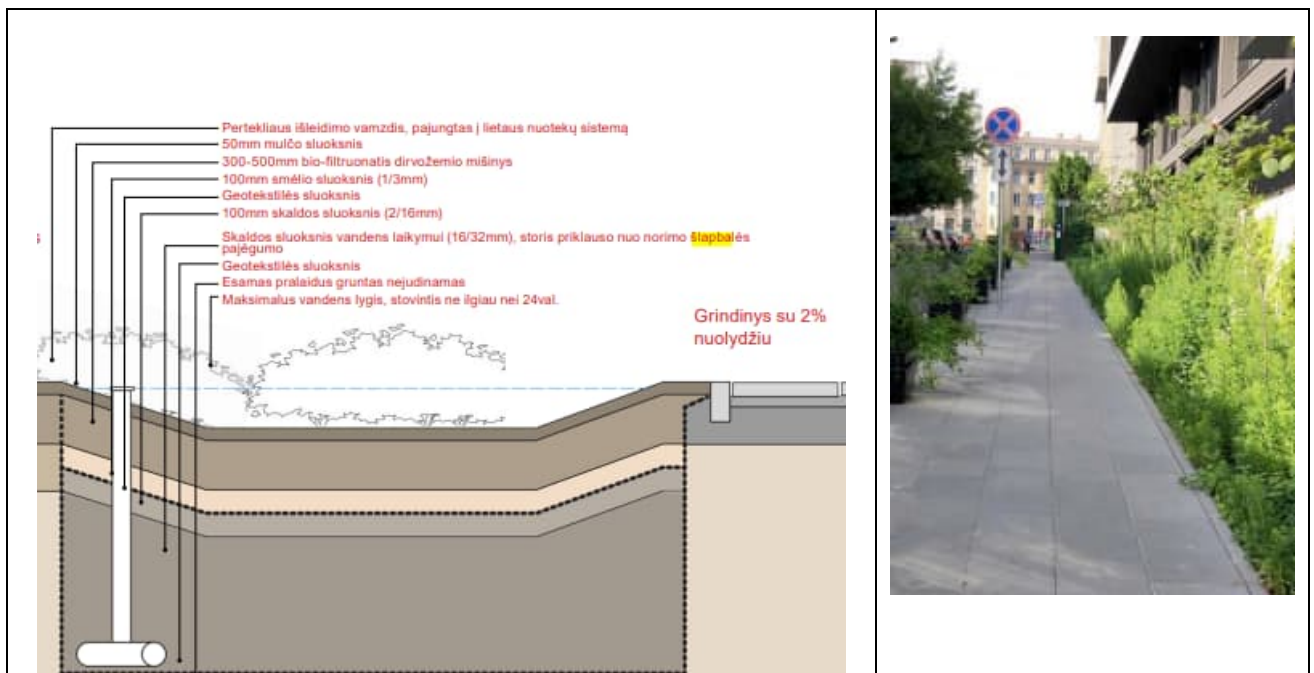 Pertekliaus išleidimo vamzdis, pajungtas į lietaus nuotekų sistemą
50mm mulčo sluoksnis
300-500mm bio-filtruonatis dirvožemio mišinys
100mm smėlio sluoksnis (1/3mm)
Geotekstilės sluoksnis
100mm skaldos sluoksnis (2/16mm)
s
Skaldos sluoksnis vandens laikymui (16/32mm), storis priklauso nuo norimo šlapbalės
pajėgumo
Geotekstilės sluoksnis
Esamas pralaidus gruntas nejudinamas
Maksimalus vandens lygis, stovintis ne ilgiau nei 24val.
Grindinys su 2%
nuolydžiu